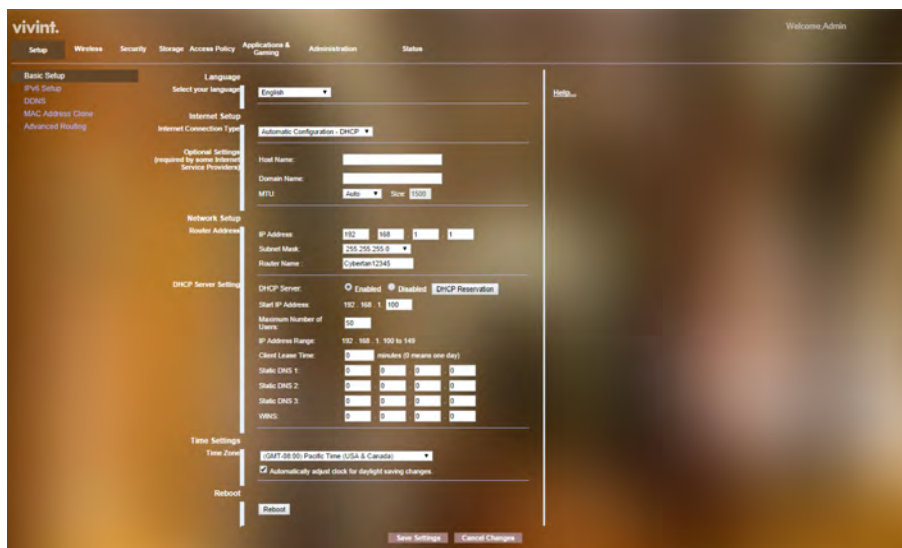 vivint.
Welcome,Admin
Setup Wireless Security Storage Access Policy Applications & Gaming Administration Status
Basic Setup
IPv6 Setup
DDNS
MAC Address Clone
Advanced Routing
Language
Select your language English
Help...
Internet Setup
Internet Connection Type Automatic Configuration - DHCP
Optional Settings
(required by some Internet
Service Providers)
Host Name:
Domain Name:
MTU: Auto Size 1500
Network Setup
Router Address
IP Address: 192 . 168 . 1 . 1
Subnet Mask: 255.255.255.0
Router Name : Cybertan12345
DHCP Server Setting
DHCP Server: Enabled Disabled DHCP Reservation
Start IP Address: 192 . 168 . 1. 100
Maximum Number of
Users: 50
IP Address Range: 192 . 168 . 1. 100 to 149
Client Lease Time: 0 minutes (0 means one day)
Static DNS 1: 0 . 0 . 0 . 0
Static DNS 2: 0 . 0 . 0 . 0
Static DNS 3: 0 . 0 . 0 . 0
WINS: 0 . 0 . 0 . 0
Time Settings
Time Zone (GMT-08:00) Pacific Time (USA & Canada)
Automatically adjust clock for daylight saving changes.
Reboot
Reboot
Save Settings Cancel Changes